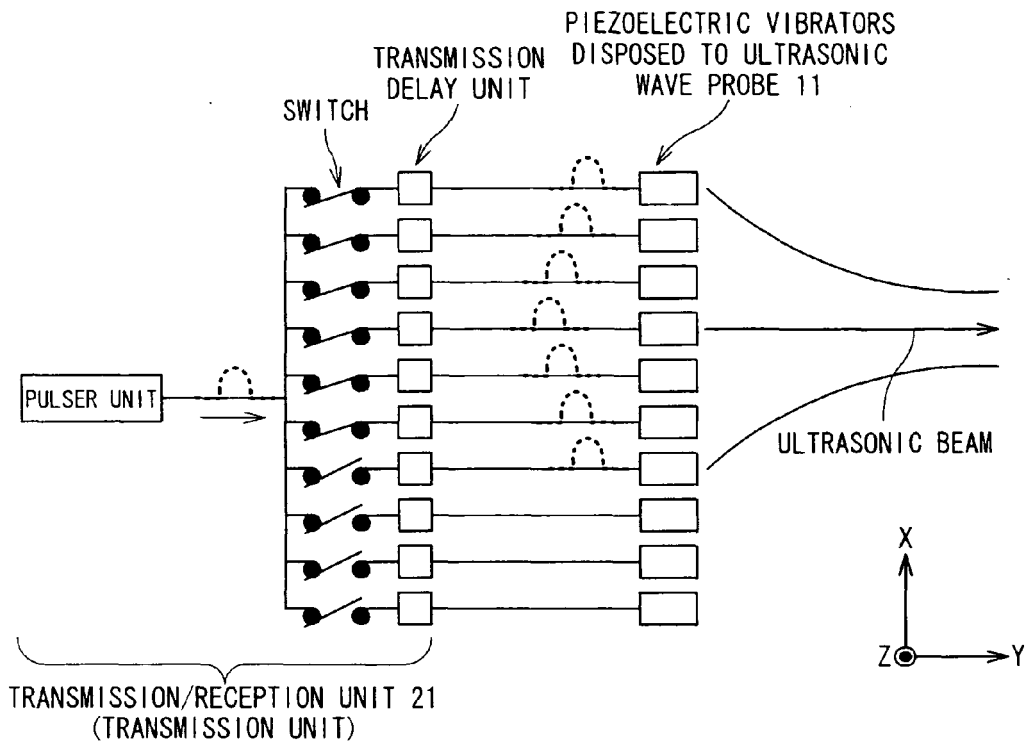 PIEZOELECTRIC VIBRATORS
DISPOSED TO ULTRASONIC
WAVE PROBE 11
TRANSMISSION
DELAY UNIT
SWITCH
PULSER UNIT
ULTRASONIC BEAM
X
Z
Y
TRANSMISSION/RECEPTION UNIT 21
(TRANSMISSION UNIT)